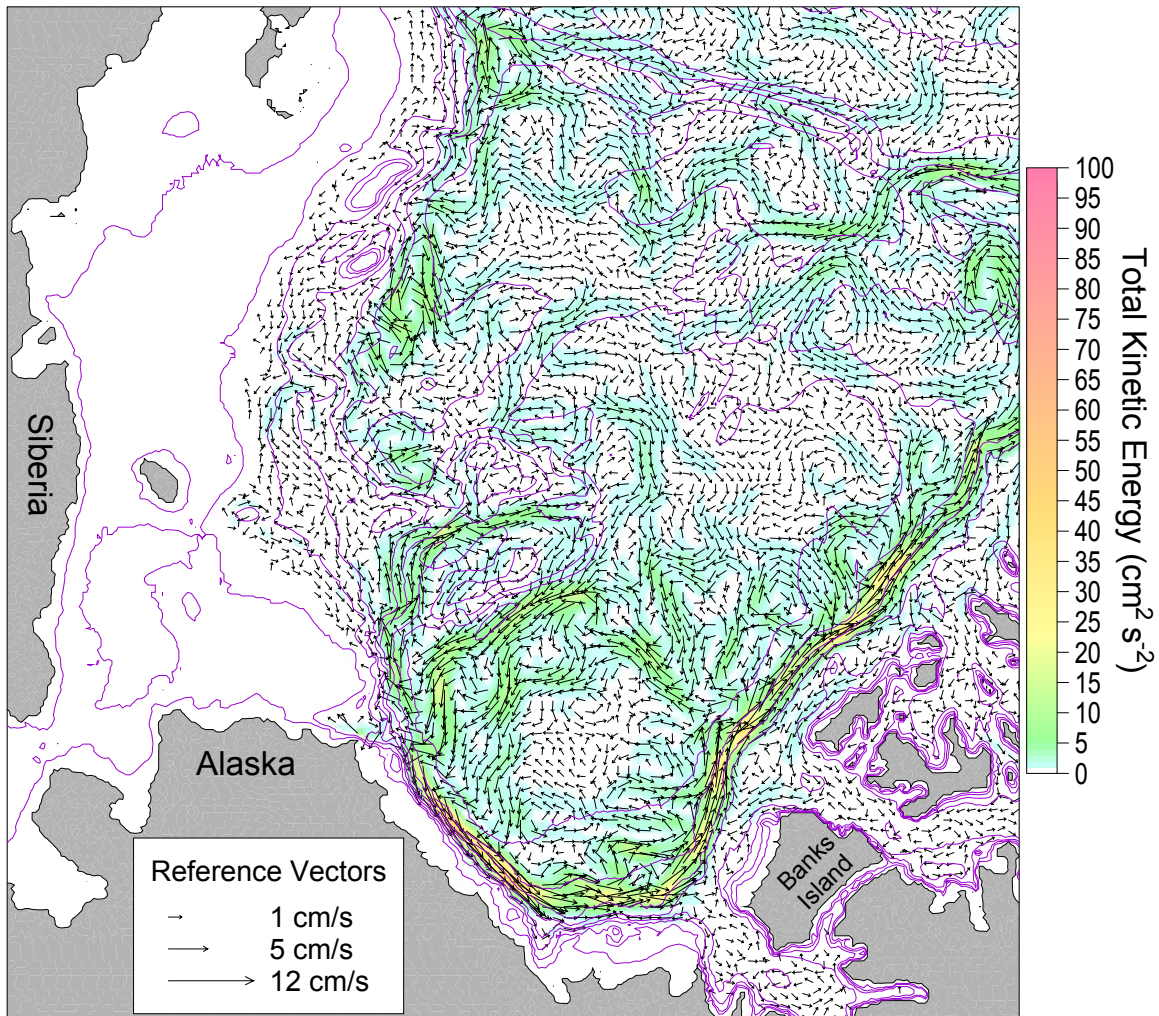 Siberia
Alaska
Banks
Island
Reference Vectors
1 cm/s
5 cm/s
12 cm/s
100
95
90
85
80
75
70
65
60
55
50
45
40
35
30
25
20
15
10
5
0
Total Kinetic Energy (cm² s⁻²)